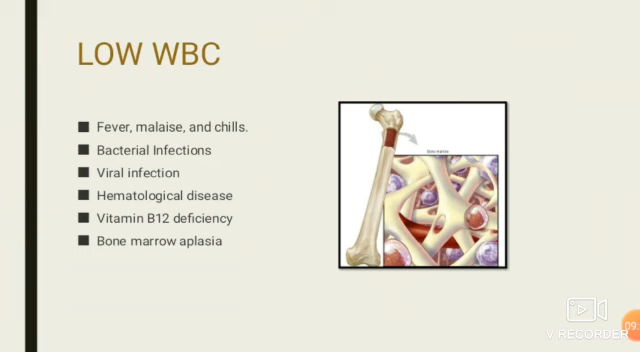 LOW WBC
■ Fever, malaise, and chills.
■ Bacterial Infections
■ Viral infection
■ Hematological disease
■ Vitamin B12 deficiency
■ Bone marrow aplasia
Bone marrow
09:
V RECORDER